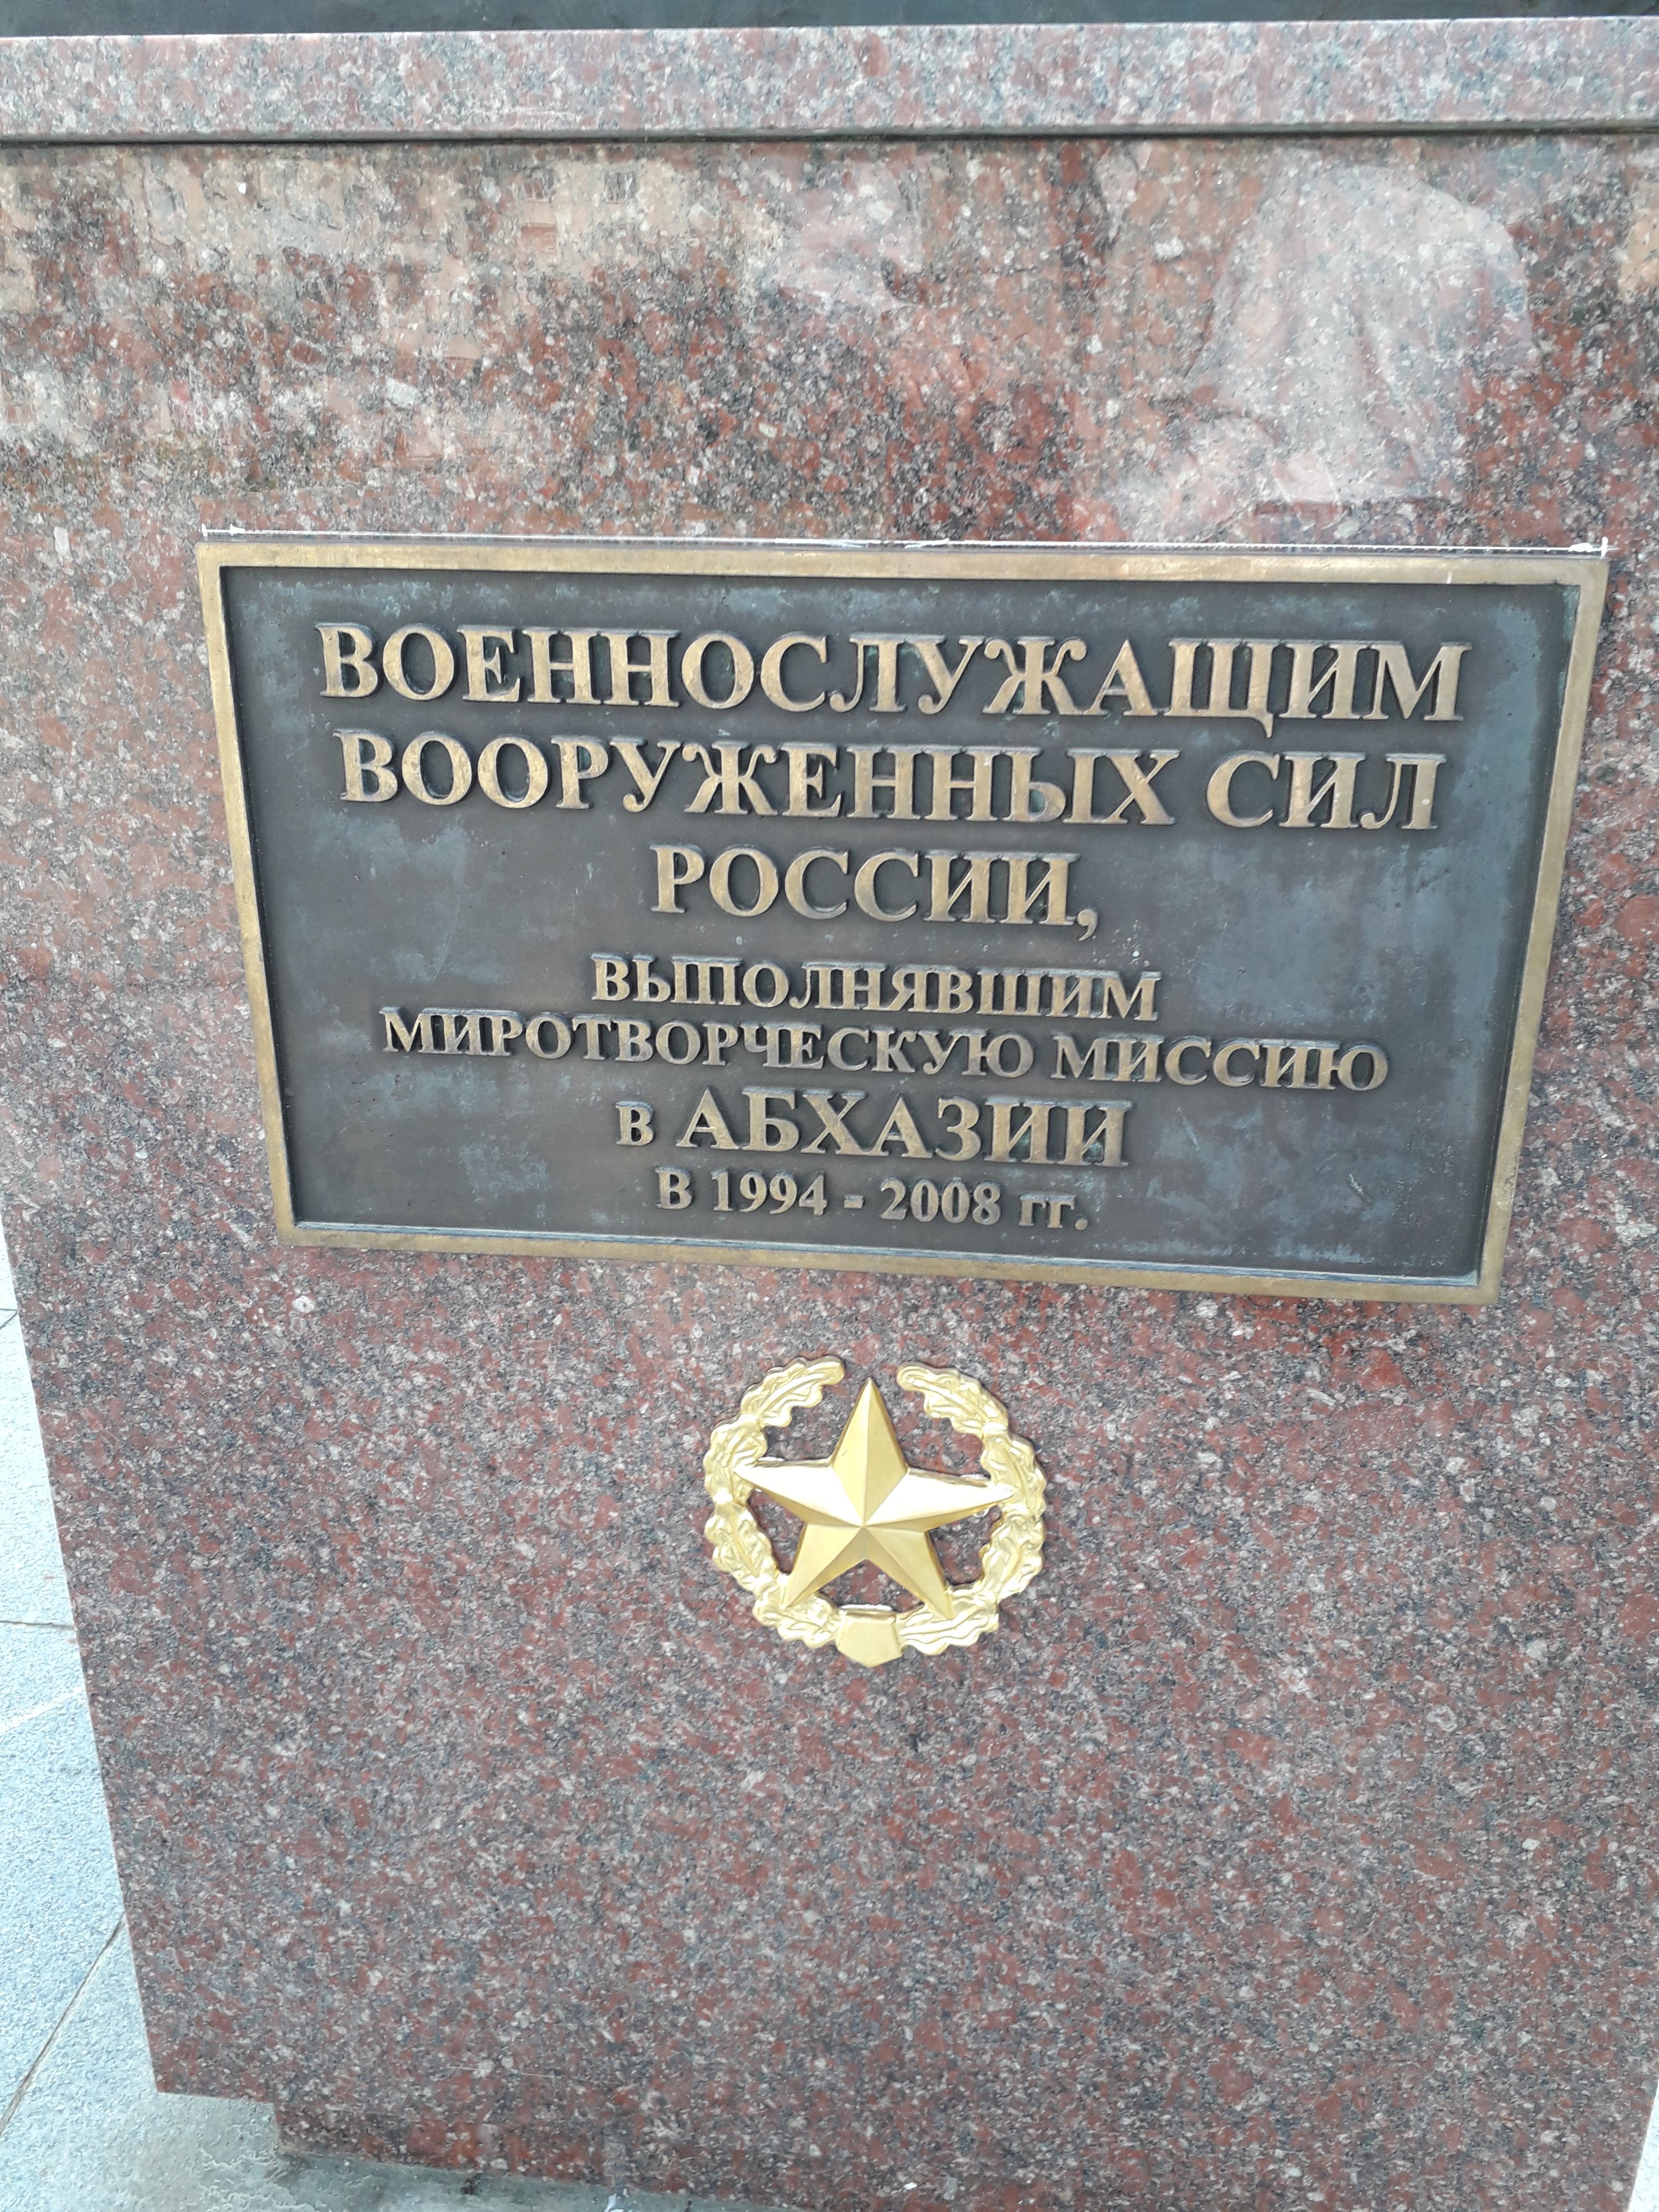 ВОЕННОСЛУЖАЩИМ
ВООРУЖЕННЫХ СИЛ
РОССИИ,
ВЫПОЛНЯВШИМ
МИРОТВОРЧЕСКУЮ МИССИЮ
в АБХАЗИИ
В 1994 - 2008 гг.